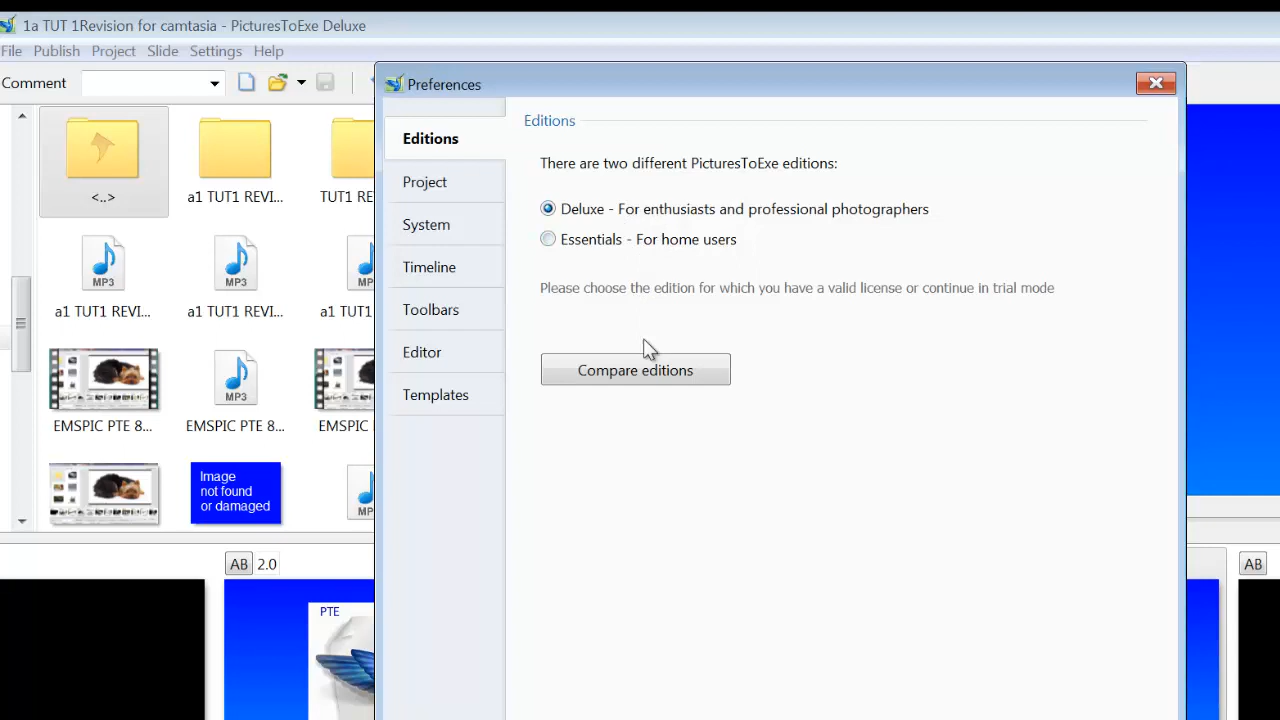 1a TUT 1Revision for camtasia - PicturesToExe Deluxe
File Publish Project Slide Settings Help
Comment
<..>
a1 TUT1 REVI...
TUT1 RE
MP3
MP3
MP3
a1 TUT1 REVI...
a1 TUT1 REVI...
a1 TUT1
MP3
EMSPIC PTE 8...
EMSPIC PTE 8...
EMSPIC
Image
not found
or damaged
MP
AB 2.0
PTE
AB
Preferences
Editions
Project
System
Timeline
Toolbars
Editor
Templates
Editions
There are two different PicturesToExe editions:
Deluxe - For enthusiasts and professional photographers
Essentials - For home users
Please choose the edition for which you have a valid license or continue in trial mode
Compare editions